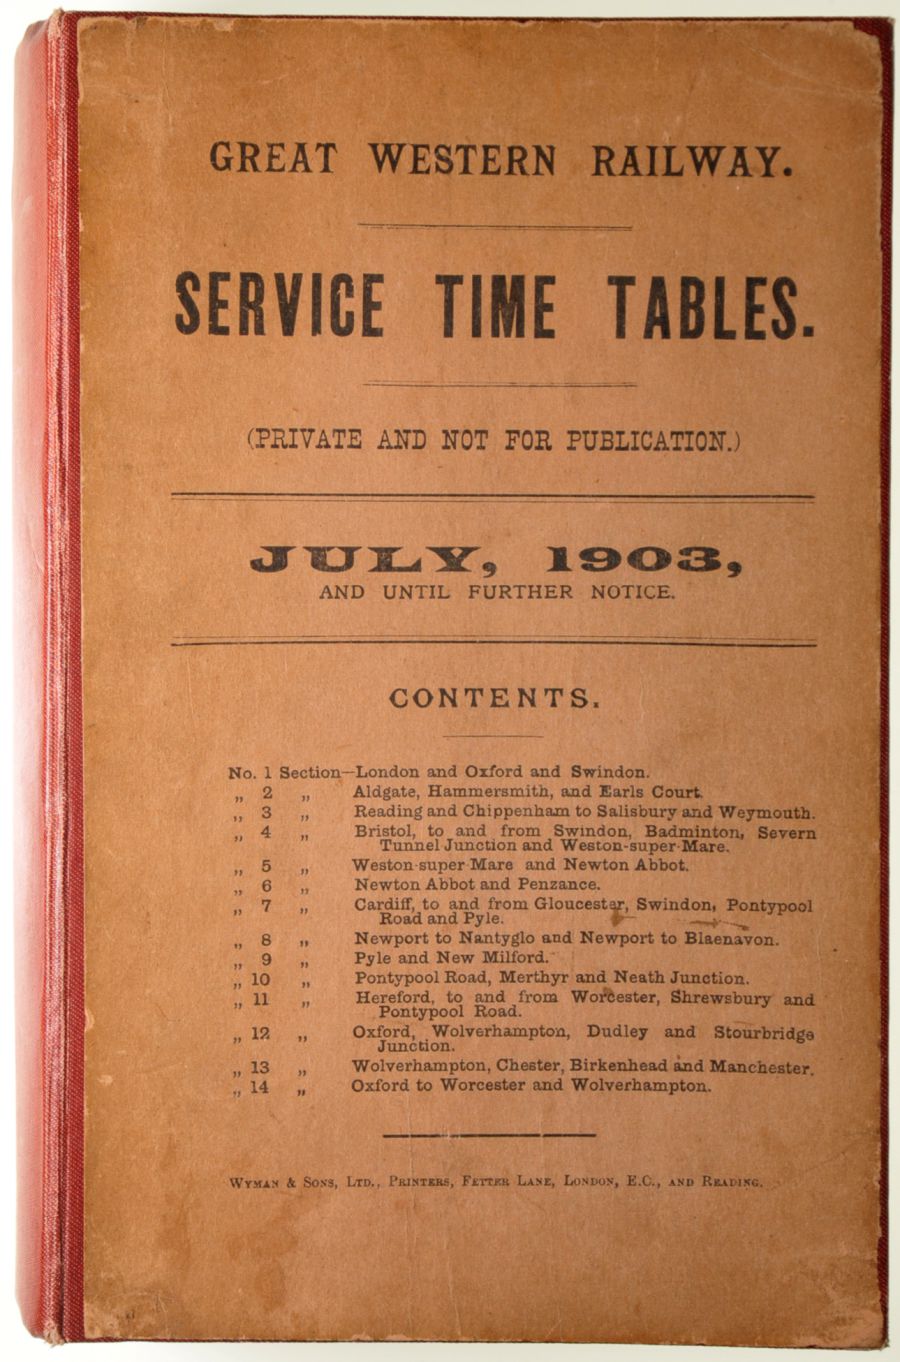 GREAT WESTERN RAILWAY.
SERVICE TIME TABLES.
(PRIVATE AND NOT FOR PUBLICATION.)
JULY, 1903,
AND UNTIL FURTHER NOTICE.
CONTENTS.
No. 1 Section—London and Oxford and Swindon.
„ 2 „ Aldgate, Hammersmith, and Earls Court.
„ 3 „ Reading and Chippenham to Salisbury and Weymouth.
„ 4 „ Bristol, to and from Swindon, Badminton, Severn
Tunnel Junction and Weston-super-Mare.
„ 5 „ Weston-super-Mare and Newton Abbot.
„ 6 „ Newton Abbot and Penzance.
„ 7 „ Cardiff, to and from Gloucester, Swindon, Pontypool
Road and Pyle.
„ 8 „ Newport to Nantyglo and Newport to Blaenavon.
„ 9 „ Pyle and New Milford.
„ 10 „ Pontypool Road, Merthyr and Neath Junction.
„ 11 „ Hereford, to and from Worcester, Shrewsbury and
Pontypool Road.
„ 12 „ Oxford, Wolverhampton, Dudley and Stourbridge
Junction.
„ 13 „ Wolverhampton, Chester, Birkenhead and Manchester.
„ 14 „ Oxford to Worcester and Wolverhampton.
WYMAN & SONS, LTD., PRINTERS, FETTER LANE, LONDON, E.C., AND READING.